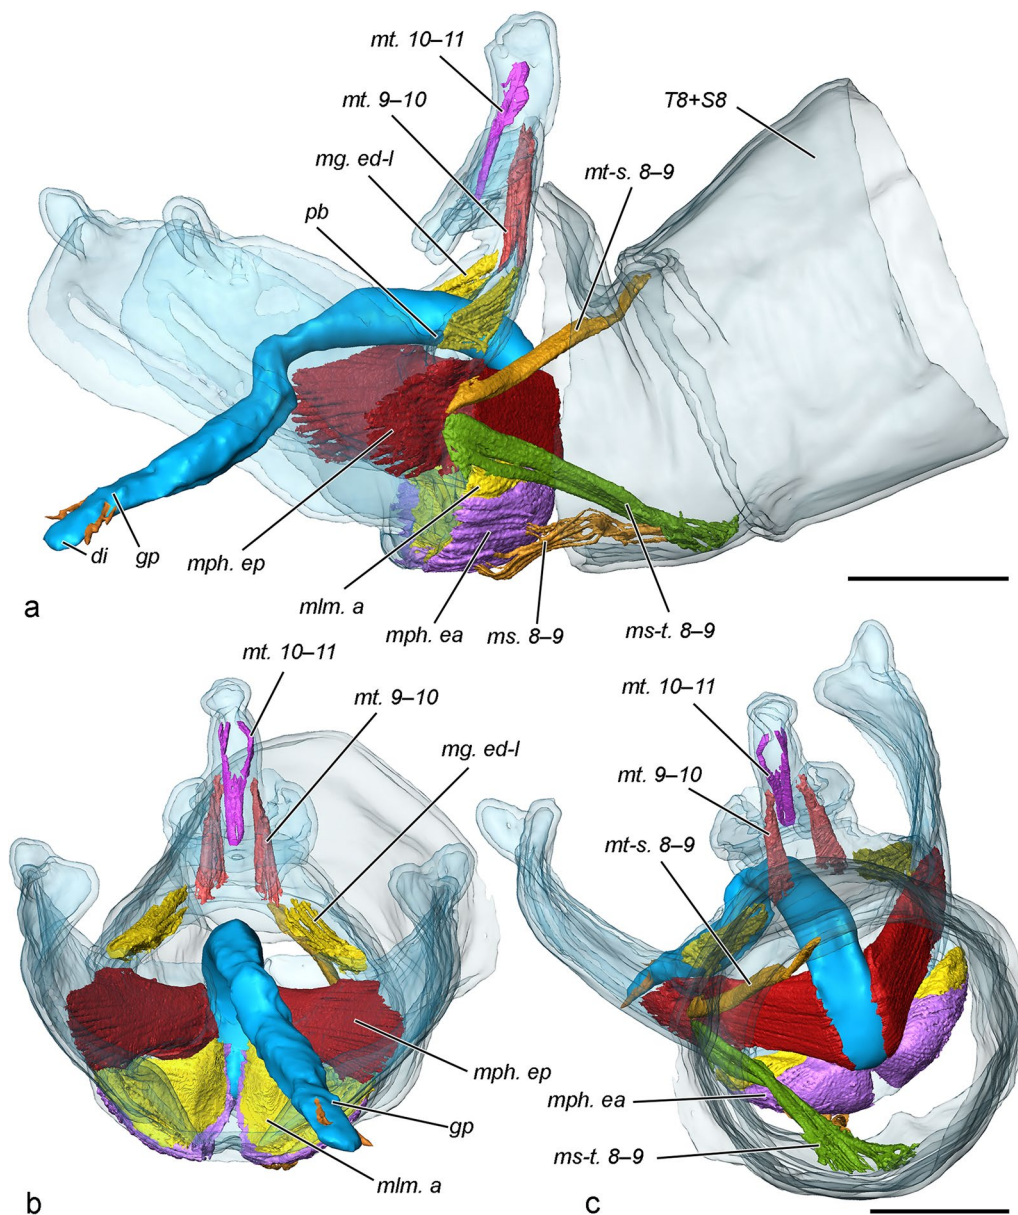 mt. 10–11
mt. 9–10
T8+S8
mg. ed-l
mt-s. 8–9
pb
di
gp
mph. ep
mlm. a
mph. ea
ms. 8–9
ms-t. 8–9
a
mt. 10–11
mt. 9–10
mg. ed-l
mph. ep
gp
mlm. a
b
mt. 10–11
mt. 9–10
mt-s. 8–9
mph. ea
ms-t. 8–9
c